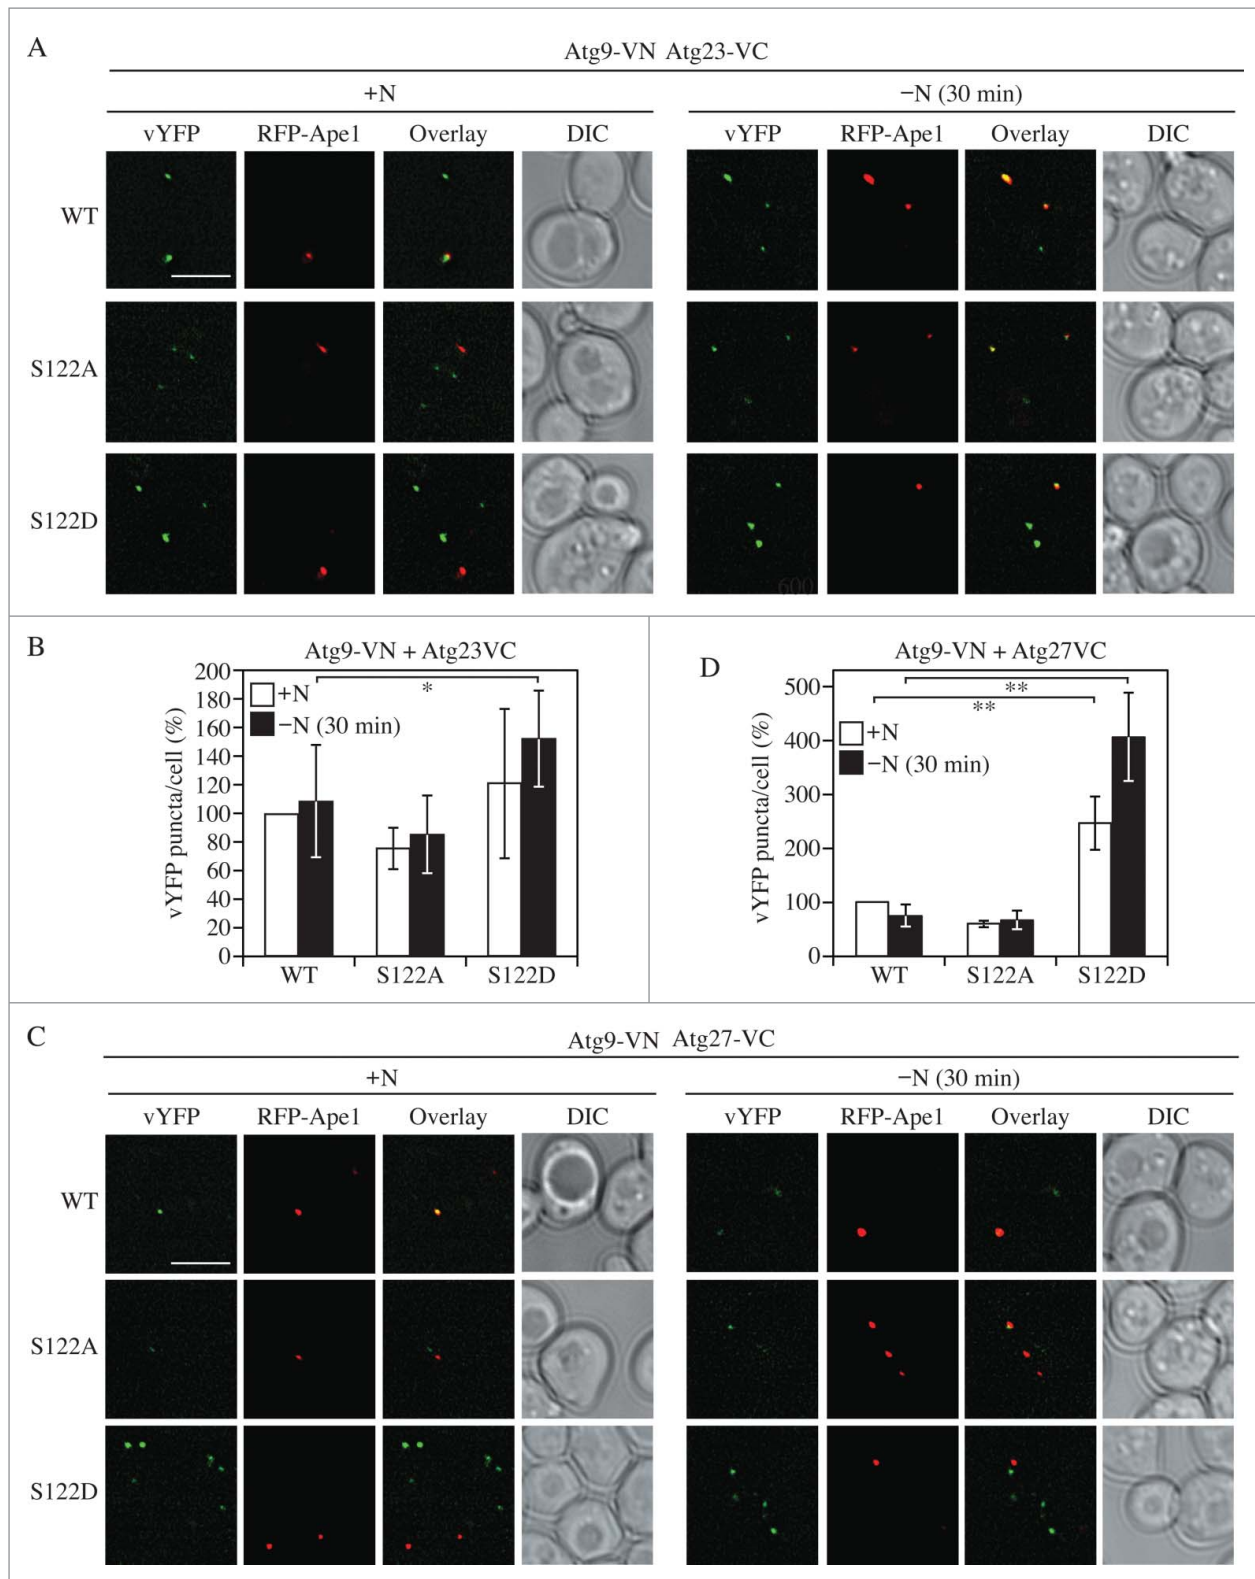 A
Atg9-VN Atg23-VC
+N
−N (30 min)
vYFP RFP-Ape1 Overlay DIC vYFP RFP-Ape1 Overlay DIC
WT
S122A
S122D
600
B
Atg9-VN + Atg23VC
200
180
160
140
120
100
80
60
40
20
0
vYFP puncta/cell (%)
*
+N
−N (30 min)
WT S122A S122D
D
Atg9-VN + Atg27VC
500
400
300
200
100
0
vYFP puncta/cell (%)
**
**
+N
−N (30 min)
WT S122A S122D
C
Atg9-VN Atg27-VC
+N
−N (30 min)
vYFP RFP-Ape1 Overlay DIC vYFP RFP-Ape1 Overlay DIC
WT
S122A
S122D